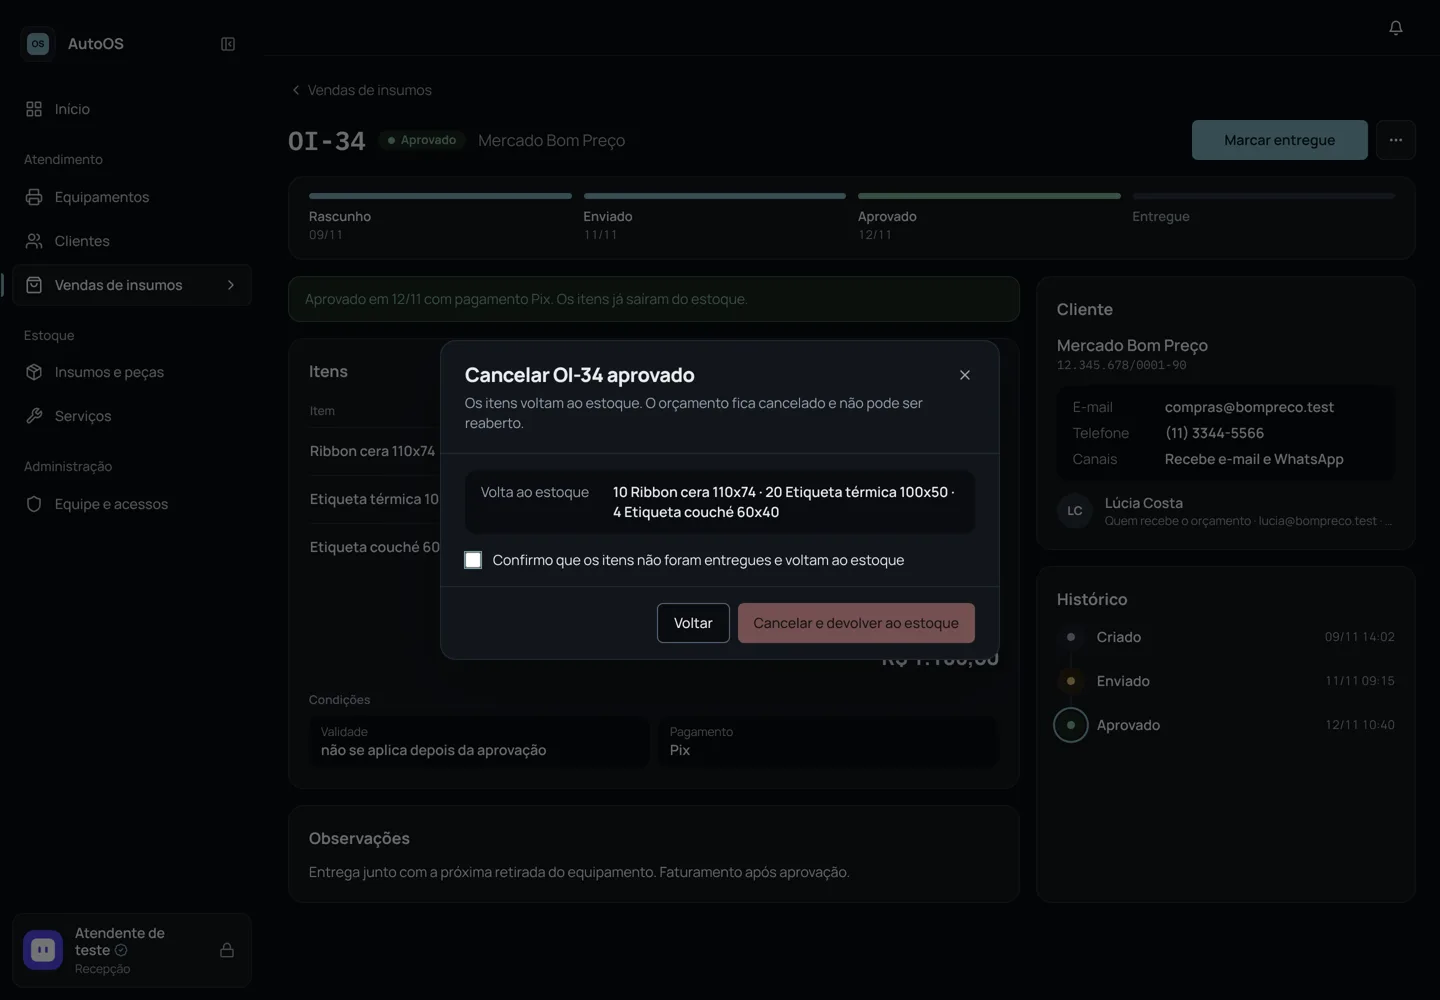 OS
AutoOS
Início
Atendimento
Equipamentos
Clientes
Vendas de insumos
Estoque
Insumos e peças
Serviços
Administração
Equipe e acessos
Atendente de
teste
Recepção
Vendas de insumos
OI-34
Aprovado
Mercado Bom Preço
Marcar entregue
Rascunho
09/11
Enviado
11/11
Aprovado
12/11
Entregue
Aprovado em 12/11 com pagamento Pix. Os itens já saíram do estoque.
Itens
Item
Ribbon cera 110x74
Etiqueta térmica 10
Etiqueta couché 60
Cancelar OI-34 aprovado
Os itens voltam ao estoque. O orçamento fica cancelado e não pode ser
reaberto.
Volta ao estoque
10 Ribbon cera 110x74 · 20 Etiqueta térmica 100x50 ·
4 Etiqueta couché 60x40
Confirmo que os itens não foram entregues e voltam ao estoque
Voltar
Cancelar e devolver ao estoque
Condições
Validade
não se aplica depois da aprovação
Pagamento
Pix
Observações
Entrega junto com a próxima retirada do equipamento. Faturamento após aprovação.
Cliente
Mercado Bom Preço
12.345.678/0001-90
E-mail
compras@bompreco.test
Telefone
(11) 3344-5566
Canais
Recebe e-mail e WhatsApp
LC
Lúcia Costa
Quem recebe o orçamento · lucia@bompreco.test · …
Histórico
Criado
09/11 14:02
Enviado
11/11 09:15
Aprovado
12/11 10:40